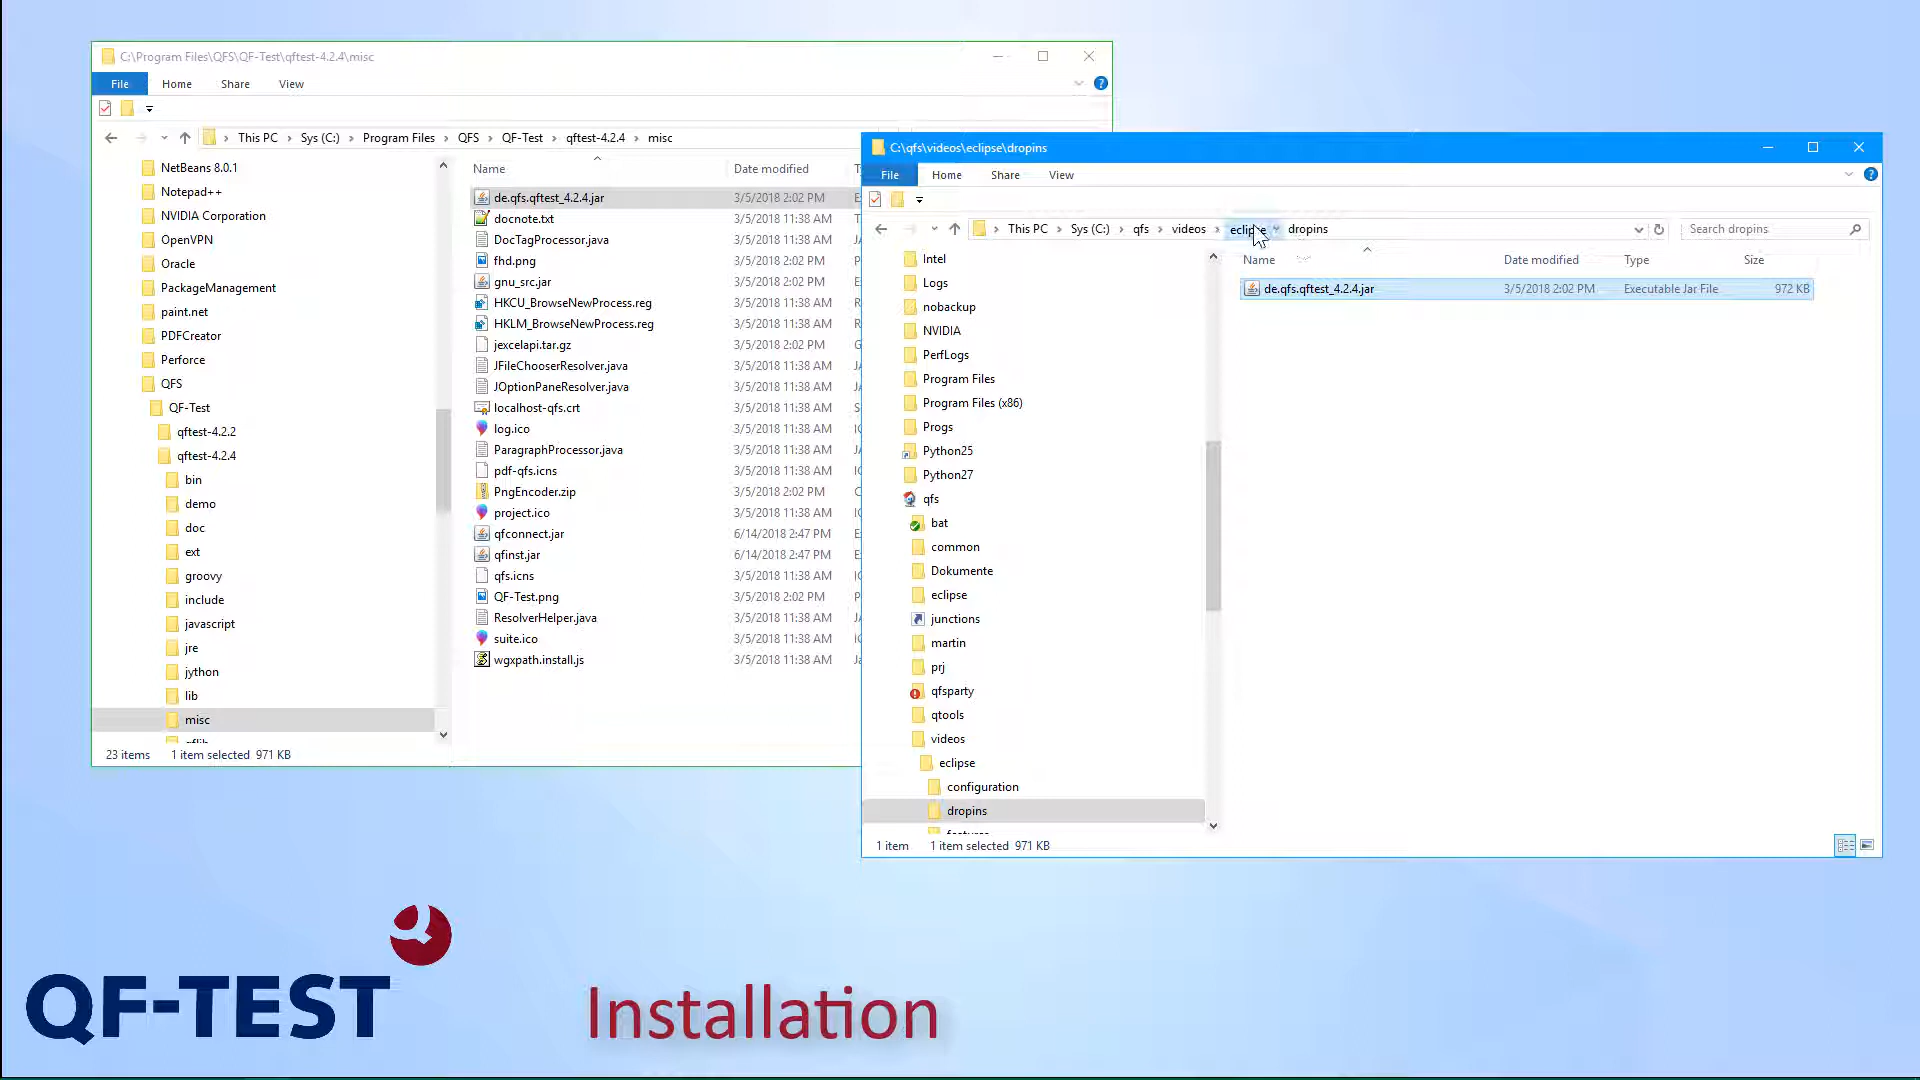 C:\Program Files\QFS\QF-Test\qftest-4.2.4\misc
File Home Share View
This PC Sys (C:) Program Files QFS QF-Test qftest-4.2.4 misc
NetBeans 8.0.1
Notepad++
NVIDIA Corporation
OpenVPN
Oracle
PackageManagement
paint.net
PDFCreator
Perforce
QFS
QF-Test
qftest-4.2.2
qftest-4.2.4
bin
demo
doc
ext
groovy
include
javascript
jre
jython
lib
misc
Name Date modified
de.qfs.qftest_4.2.4.jar 3/5/2018 2:02 PM
docnote.txt 3/5/2018 11:38 AM
DocTagProcessor.java 3/5/2018 11:38 AM
fhd.png 3/5/2018 2:02 PM
gnu_src.jar 3/5/2018 2:02 PM
HKCU_BrowseNewProcess.reg 3/5/2018 11:38 AM
HKLM_BrowseNewProcess.reg 3/5/2018 11:38 AM
jexcelapi.tar.gz 3/5/2018 2:02 PM
JFileChooserResolver.java 3/5/2018 11:38 AM
JOptionPaneResolver.java 3/5/2018 11:38 AM
localhost-qfs.crt 3/5/2018 11:38 AM
log.ico 3/5/2018 11:38 AM
ParagraphProcessor.java 3/5/2018 11:38 AM
pdf-qfs.icns 3/5/2018 11:38 AM
PngEncoder.zip 3/5/2018 2:02 PM
project.ico 3/5/2018 11:38 AM
qfconnect.jar 6/14/2018 2:47 PM
qfinst.jar 6/14/2018 2:47 PM
qfs.icns 3/5/2018 11:38 AM
QF-Test.png 3/5/2018 2:02 PM
ResolverHelper.java 3/5/2018 11:38 AM
suite.ico 3/5/2018 11:38 AM
wgxpath.install.js 3/5/2018 11:38 AM
23 items 1 item selected 971 KB
C:\qfs\videos\eclipse\dropins
File Home Share View
This PC Sys (C:) qfs videos eclipse dropins Search dropins
Intel
Logs
nobackup
NVIDIA
PerfLogs
Program Files
Program Files (x86)
Progs
Python25
Python27
qfs
bat
common
Dokumente
eclipse
junctions
martin
prj
qfsparty
qtools
videos
eclipse
configuration
dropins
Name Date modified Type Size
de.qfs.qftest_4.2.4.jar 3/5/2018 2:02 PM Executable Jar File 972 KB
1 item 1 item selected 971 KB
QF-TEST
Installation